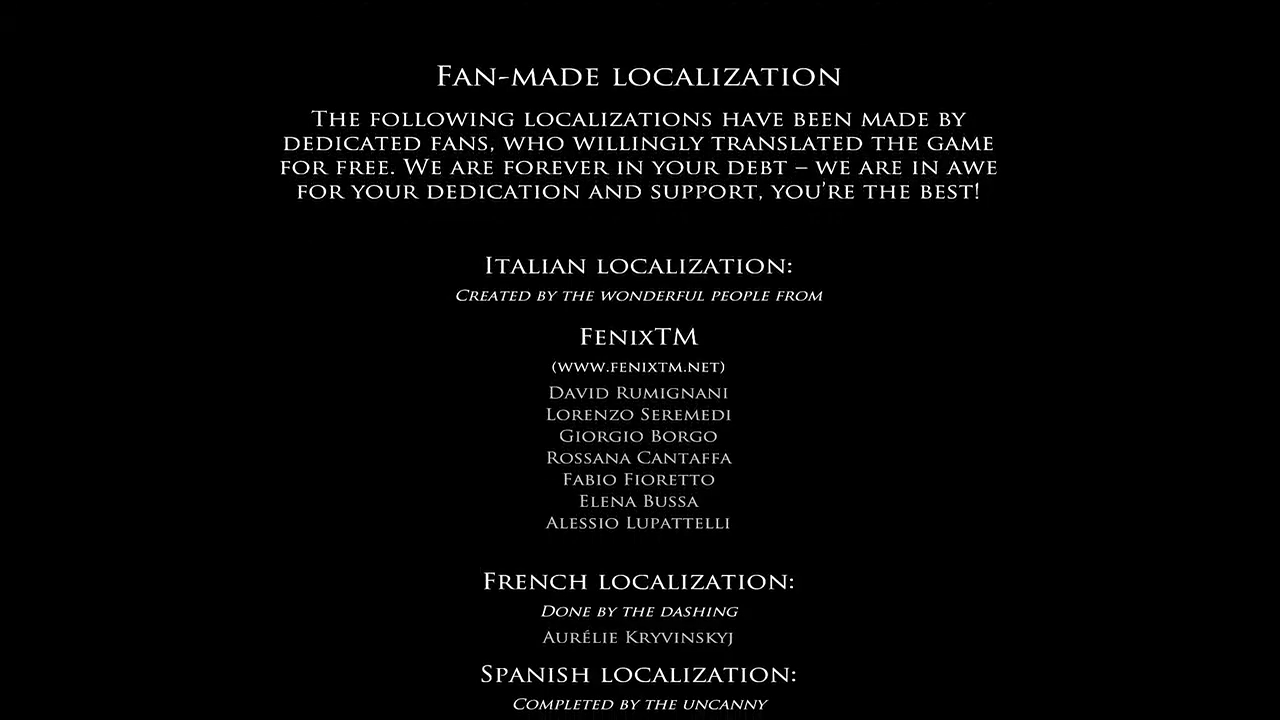 Fan-made localization
The following localizations have been made by
dedicated fans, who willingly translated the game
for free. We are forever in your debt – we are in awe
for your dedication and support, you're the best!
Italian localization:
Created by the wonderful people from
FenixTM
(www.fenixtm.net)
David Rumignani
Lorenzo Seremedi
Giorgio Borgo
Rossana Cantaffa
Fabio Fioretto
Elena Bussa
Alessio Lupattelli
French localization:
Done by the dashing
Aurélie Kryvinskyj
Spanish localization:
Completed by the uncanny